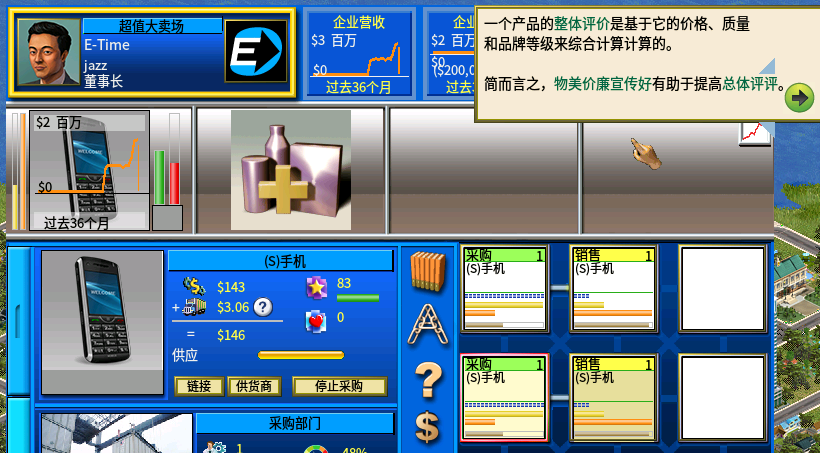 超值大卖场
E-Time
jazz
董事长
企业营收
$3 百万
$0
过去36个月
$2 百万
$0
($200,0
一个产品的整体评价是基于它的价格、质量
和品牌等级来综合计算计算的。
简而言之，物美价廉宣传好有助于提高总体评评。
$2 百万
$0
过去36个月
WELCOME
(S)手机
$143
+ $3.06 ?
= $146
83
0
供应
链接
供货商
停止采购
采购部门
1
48%
采购 1
(S)手机
销售 1
(S)手机
采购 1
(S)手机
销售 1
(S)手机